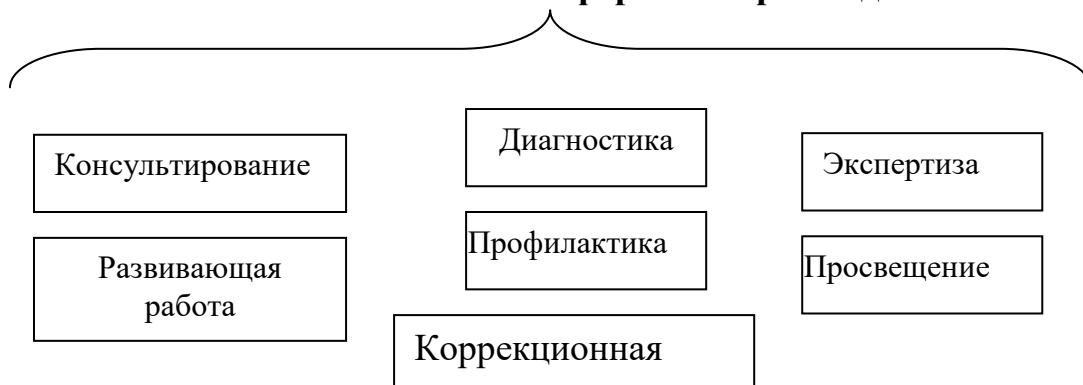 Консультирование
Диагностика
Экспертиза
Развивающая
работа
Профилактика
Просвещение
Коррекционная